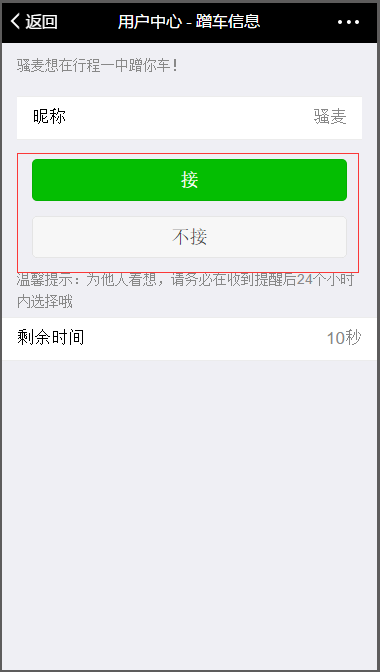 返回
用户中心 - 蹭车信息
骚麦想在行程一中蹭你车!
昵称 骚麦
接
不接
温馨提示：为他人看想，请务必在收到提醒后24个小时
内选择哦
剩余时间 10秒